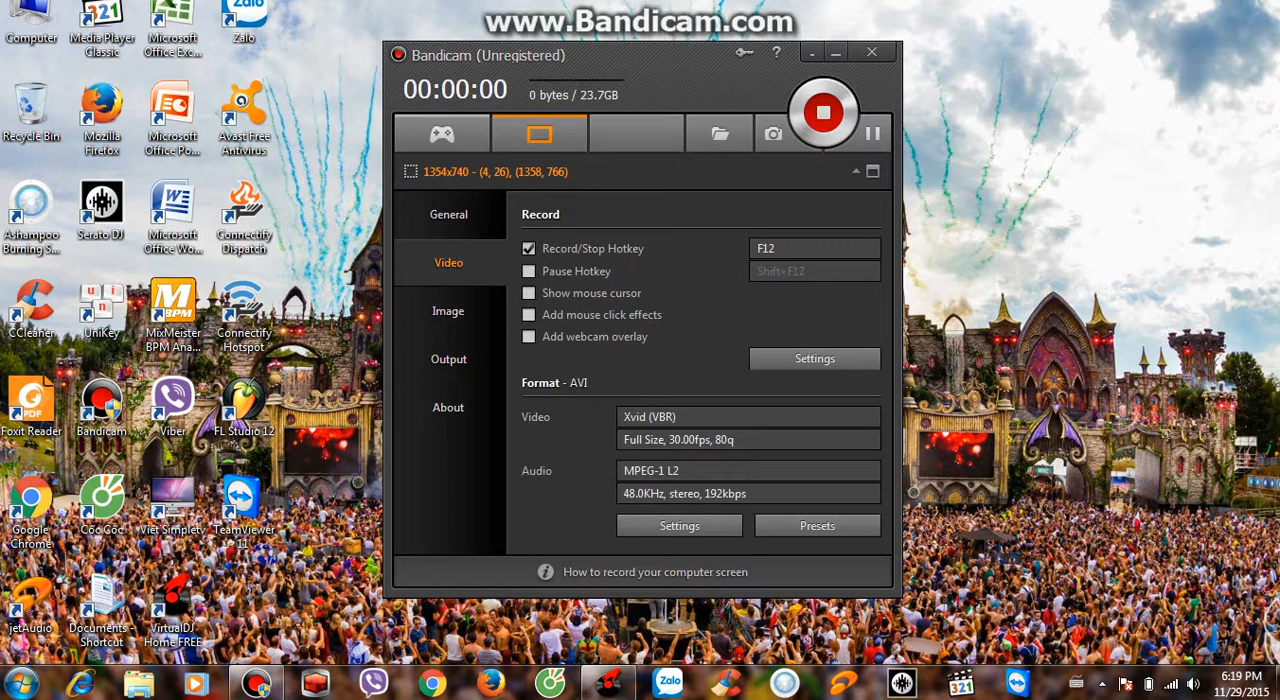 www.Bandicam.com
Bandicam (Unregistered)
00:00:00
0 bytes / 23.7GB
1354x740 - (4, 26), (1358, 766)
General
Video
Image
Output
About
Record
Record/Stop Hotkey
F12
Pause Hotkey
Shift+F12
Show mouse cursor
Add mouse click effects
Add webcam overlay
Settings
Format - AVI
Video
Xvid (VBR)
Full Size, 30.00fps, 80q
Audio
MPEG-1 L2
48.0KHz, stereo, 192kbps
Settings
Presets
How to record your computer screen
Computer
Media Player
Classic
Microsoft
Office Exc...
Zalo
Zalo
321
Recycle Bin
Mozilla
Firefox
Microsoft
Office Po...
Avast Free
Antivirus
Ashampoo
Burning S...
Serato DJ
Microsoft
Office Wo...
Connectify
Dispatch
CCleaner
u
i
n
UniKey
M
BPM
MixMeister
BPM Ana...
Connectify
Hotspot
PDF
Foxit Reader
Bandicam
Viber
FL Studio 12
Google
Chrome
Cốc Cốc
Viet Simpletv
TeamViewer
11
jetAudio
Documents -
Shortcut
VirtualDJ
Home FREE
Zalo
321
6:19 PM
11/29/2015